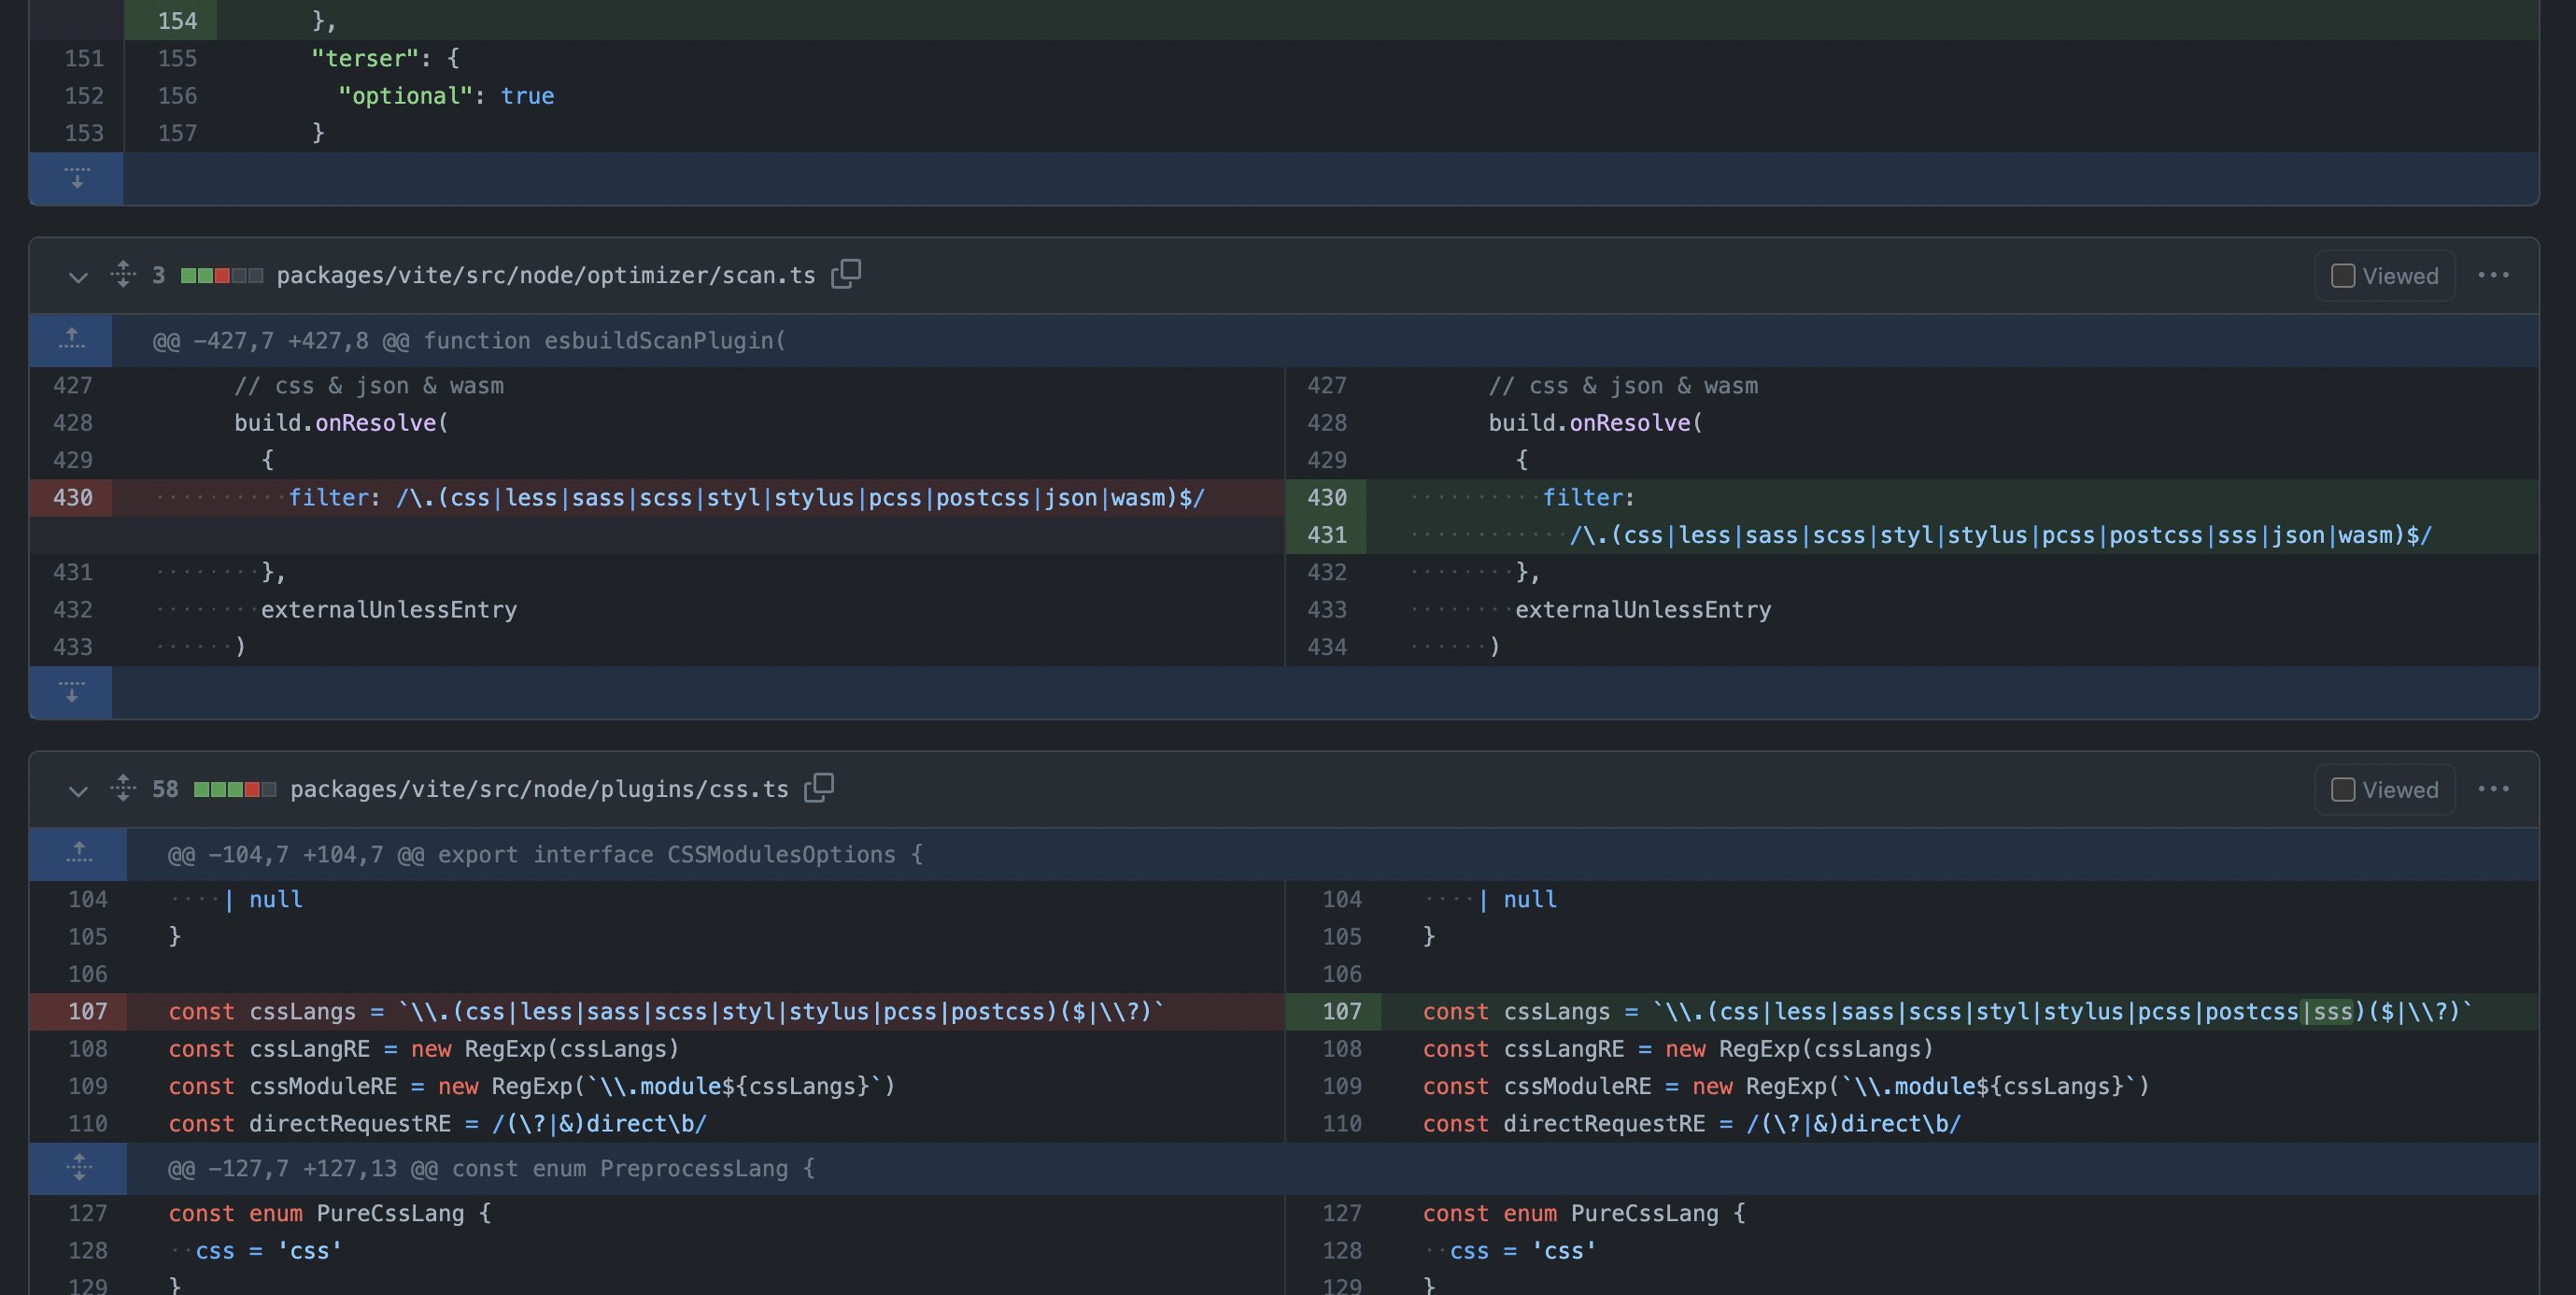 154 },
151 155 "terser": {
152 156 "optional": true
153 157 }
3 packages/vite/src/node/optimizer/scan.ts Viewed
@@ -427,7 +427,8 @@ function esbuildScanPlugin(
427 // css & json & wasm 427 // css & json & wasm
428 build.onResolve( 428 build.onResolve(
429 { 429 {
430 filter: /\.(css|less|sass|scss|styl|stylus|pcss|postcss|json|wasm)$/ 430 filter:
431 /\.(css|less|sass|scss|styl|stylus|pcss|postcss|sss|json|wasm)$/
431 }, 432 },
432 externalUnlessEntry 433 externalUnlessEntry
433 ) 434 )
58 packages/vite/src/node/plugins/css.ts Viewed
@@ -104,7 +104,7 @@ export interface CSSModulesOptions {
104 | null 104 | null
105 } 105 }
106 106
107 const cssLangs = `\\.(css|less|sass|scss|styl|stylus|pcss|postcss)($|\\?)` 107 const cssLangs = `\\.(css|less|sass|scss|styl|stylus|pcss|postcss|sss)($|\\?)`
108 const cssLangRE = new RegExp(cssLangs) 108 const cssLangRE = new RegExp(cssLangs)
109 const cssModuleRE = new RegExp(`\\.module${cssLangs}`) 109 const cssModuleRE = new RegExp(`\\.module${cssLangs}`)
110 const directRequestRE = /(\?|&)direct\b/ 110 const directRequestRE = /(\?|&)direct\b/
@@ -127,7 +127,13 @@ const enum PreprocessLang {
127 const enum PureCssLang { 127 const enum PureCssLang {
128 css = 'css' 128 css = 'css'
129 } 129 }